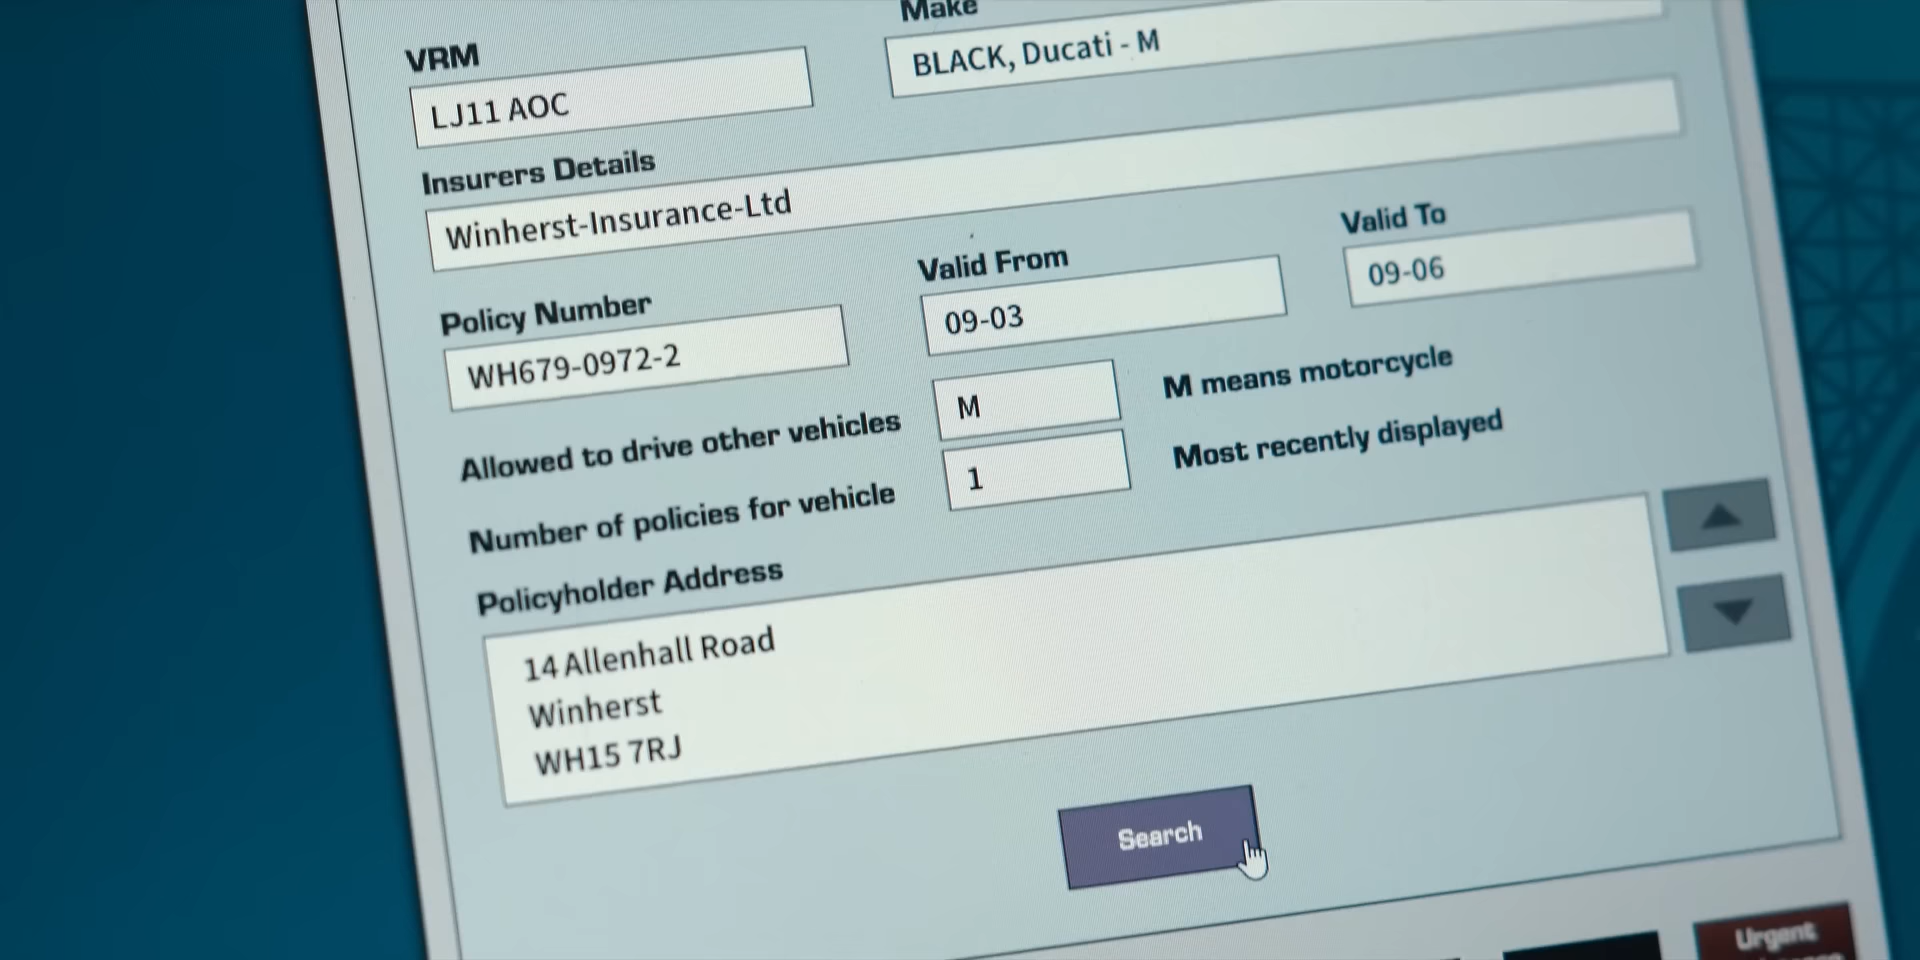 Make
VRM
BLACK, Ducati - M
LJ11 AOC
Insurers Details
Winherst-Insurance-Ltd
Valid From
Valid To
09-03
09-06
Policy Number
WH679-0972-2
Allowed to drive other vehicles
M
M means motorcycle
Number of policies for vehicle
1
Most recently displayed
Policyholder Address
14 Allenhall Road
Winherst
WH15 7RJ
Search
Urgent